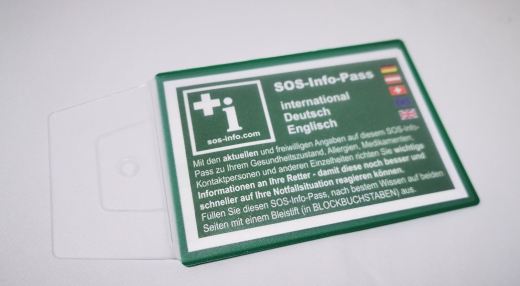 SOS-Info-Pass
sos-info.com
International
Deutsch
Englisch
Mit den aktuellen und freiwilligen Angaben auf diesem SOS-Info-
Pass zu Ihrem Gesundheitszustand, Allergien, Medikamenten,
Kontaktpersonen und anderen Einzelheiten richten Sie wichtige
Informationen an Ihre Retter - damit diese noch besser und
schneller auf Ihre Notfallsituation reagieren können.
Füllen Sie diesen SOS-Info-Pass, nach bestem Wissen auf beiden
Seiten mit einem Bleistift (in BLOCKBUCHSTABEN) aus.